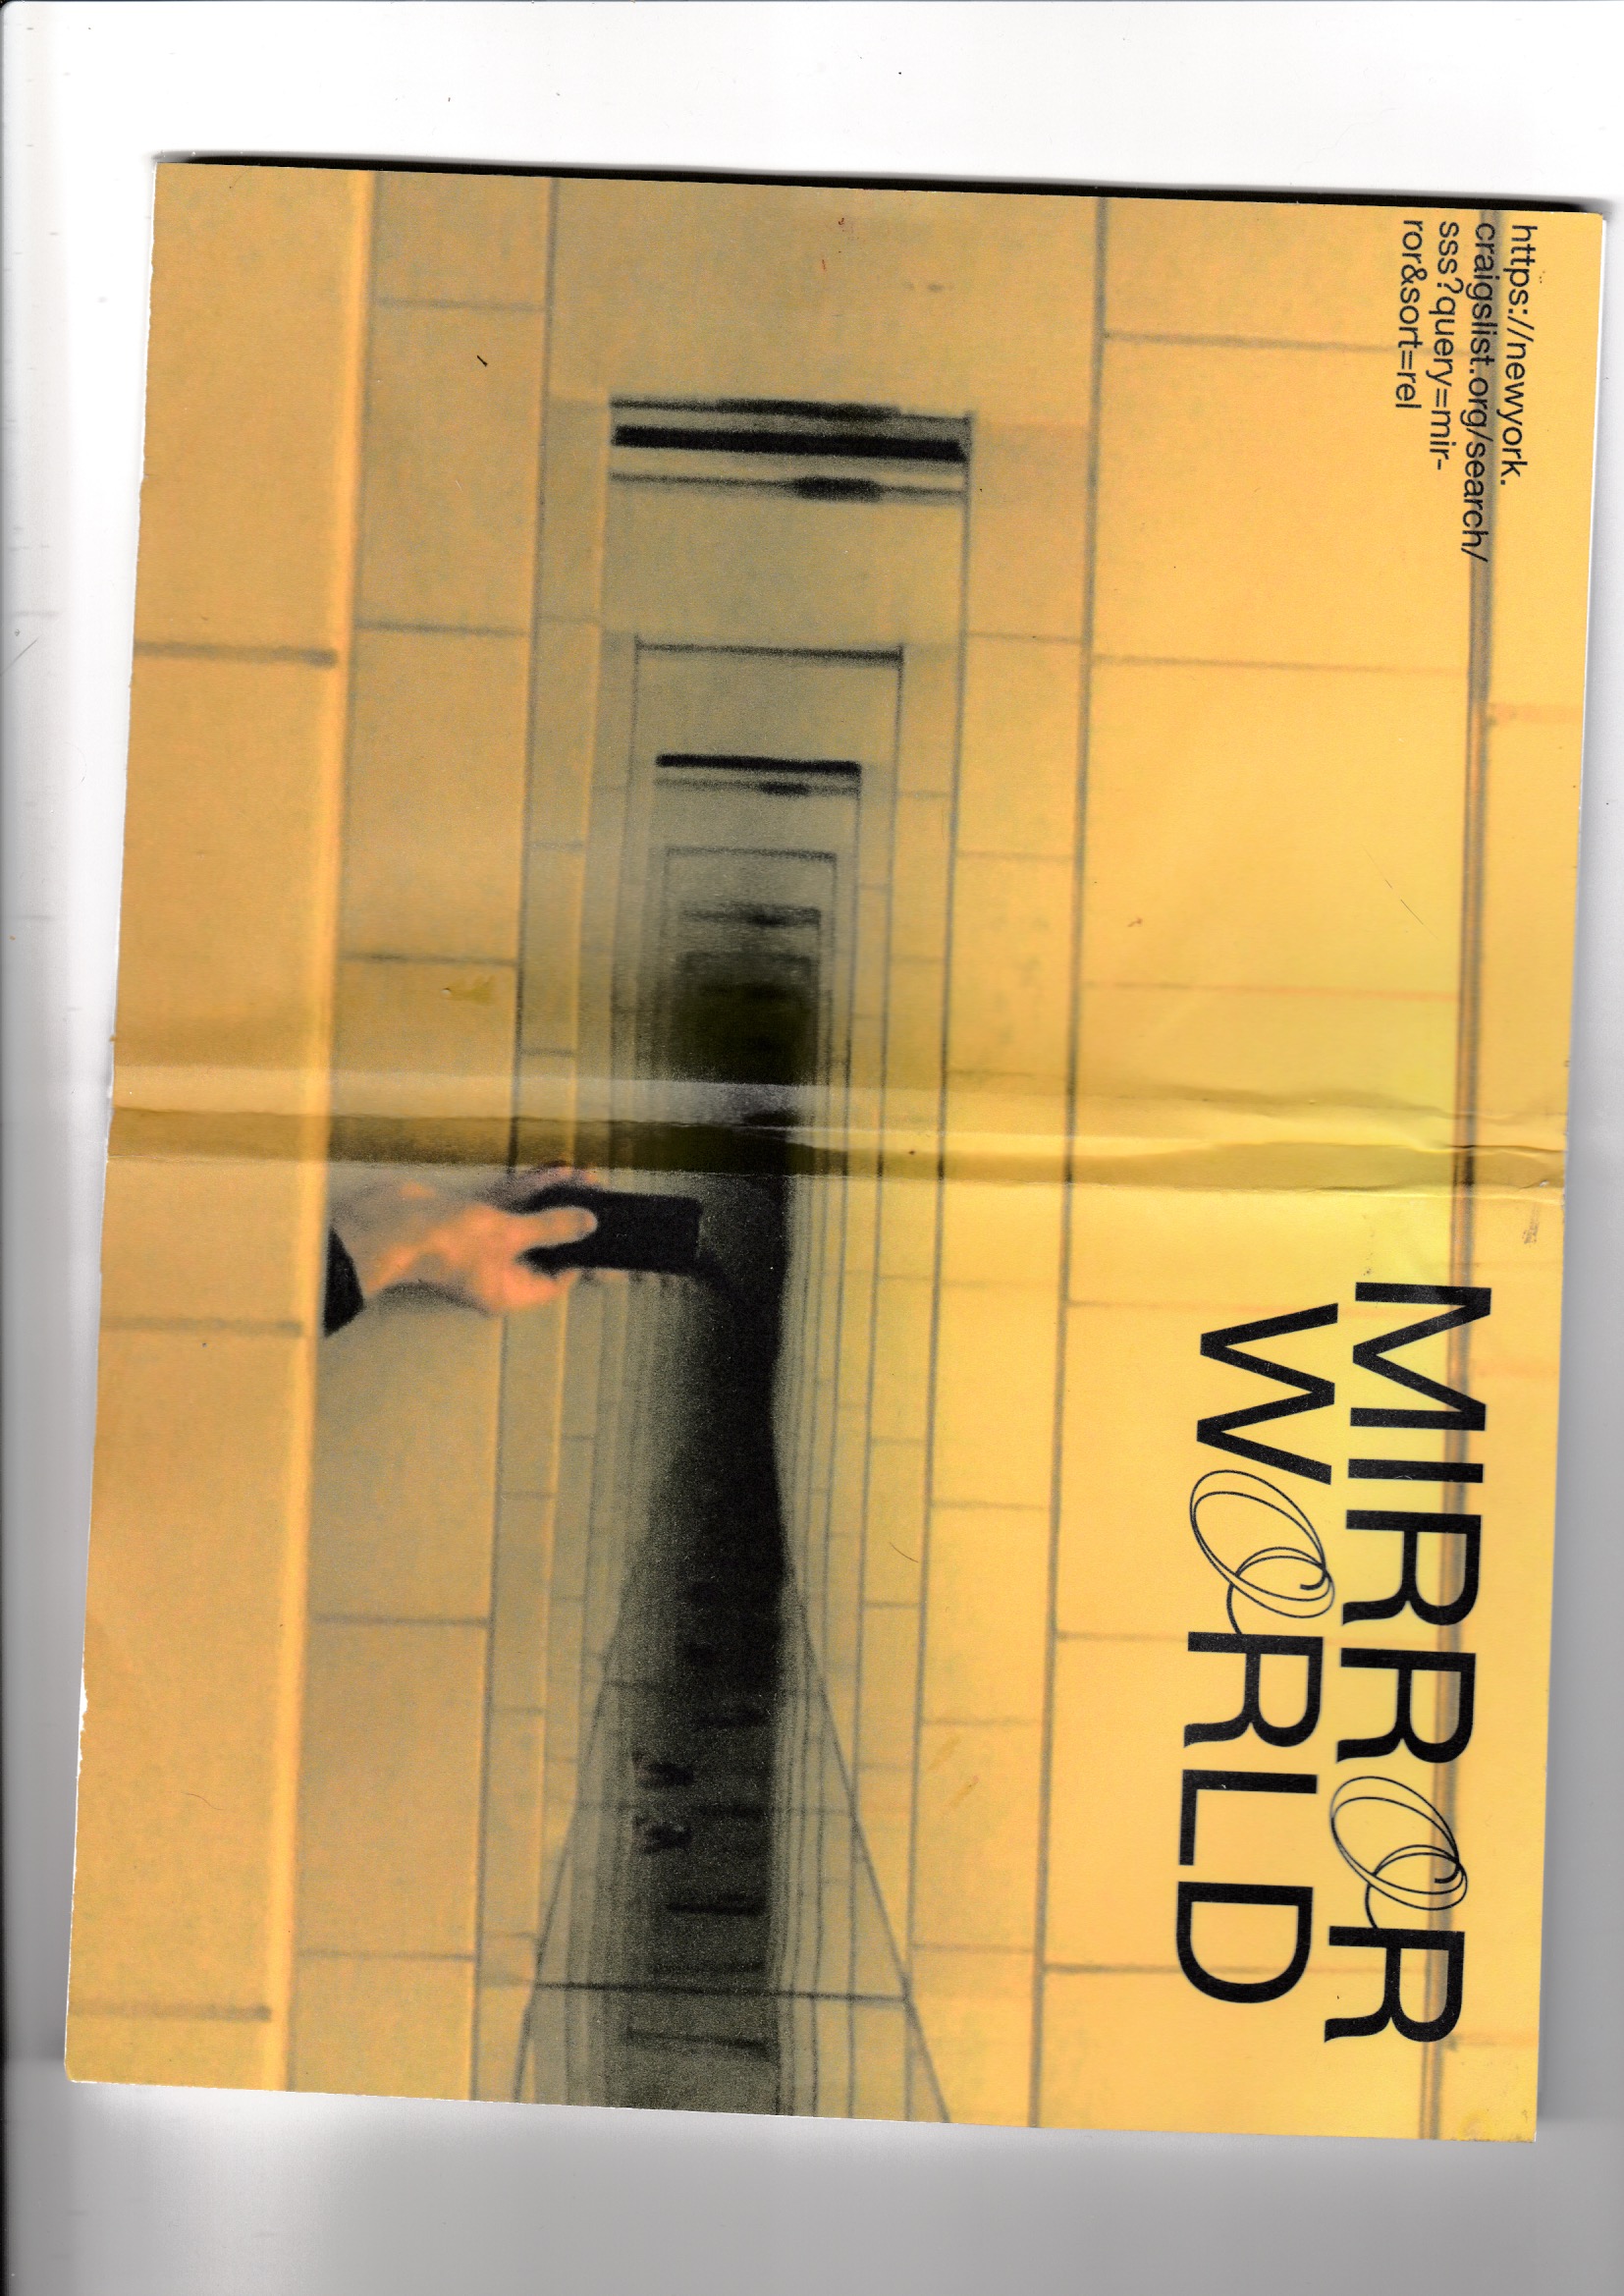 https://newyork.
craigslist.org/search/
sss?query=mir-
ror&sort=rel
MIRROR
WORLD